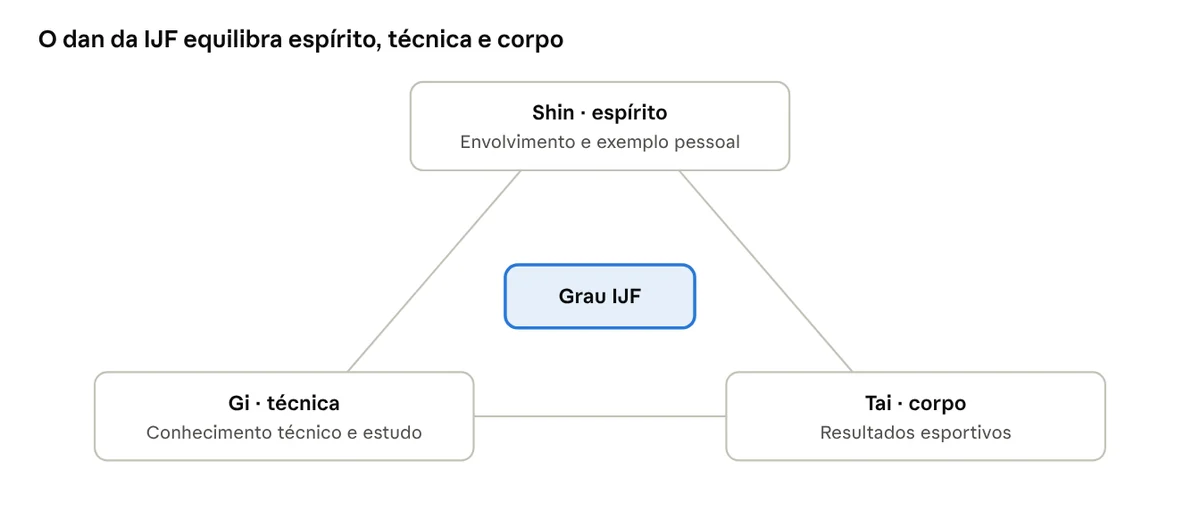 O dan da IJF equilibra espírito, técnica e corpo
Shin · espírito
Envolvimento e exemplo pessoal
Grau IJF
Gi · técnica
Conhecimento técnico e estudo
Tai · corpo
Resultados esportivos